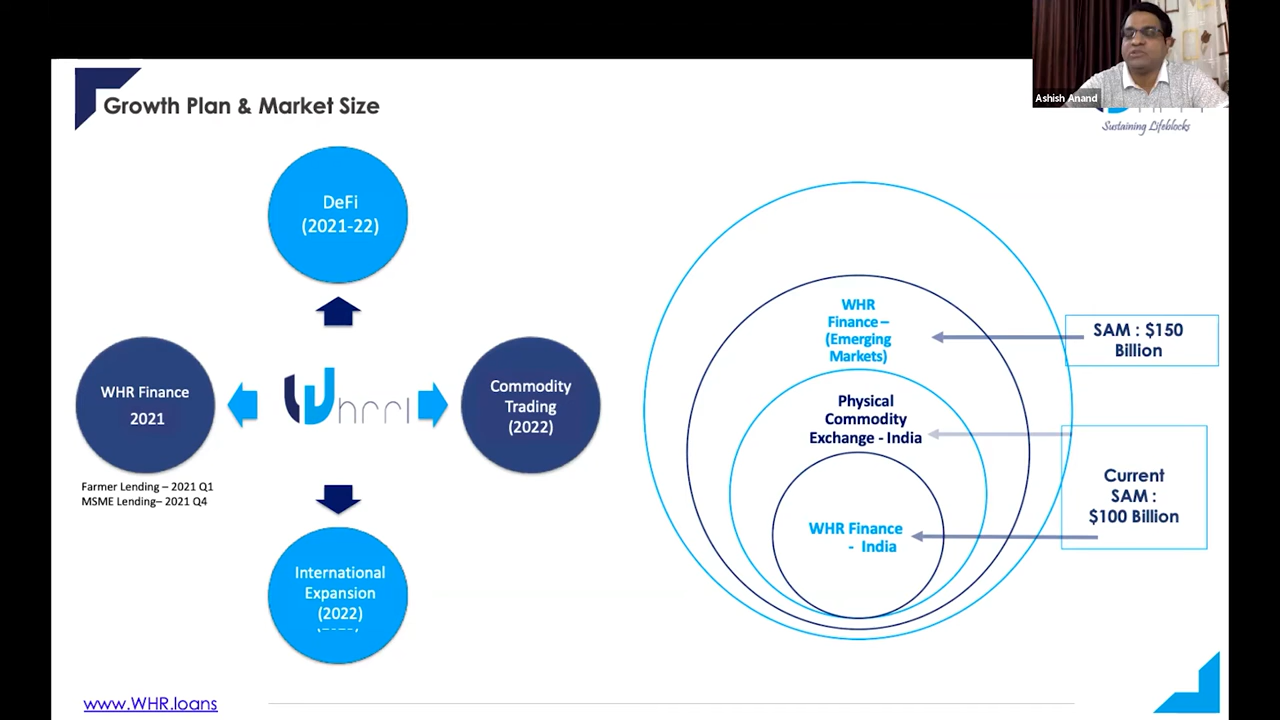 Ashish Anand
Growth Plan & Market Size
Sustaining Lifeblocks
DeFi
(2021-22)
WHR Finance
2021
Farmer Lending – 2021 Q1
MSME Lending– 2021 Q4
Whrrl
Commodity
Trading
(2022)
International
Expansion
(2022)
WHR
Finance –
(Emerging
Markets)
Physical
Commodity
Exchange - India
WHR Finance
- India
SAM : $150
Billion
Current
SAM :
$100 Billion
www.WHR.loans